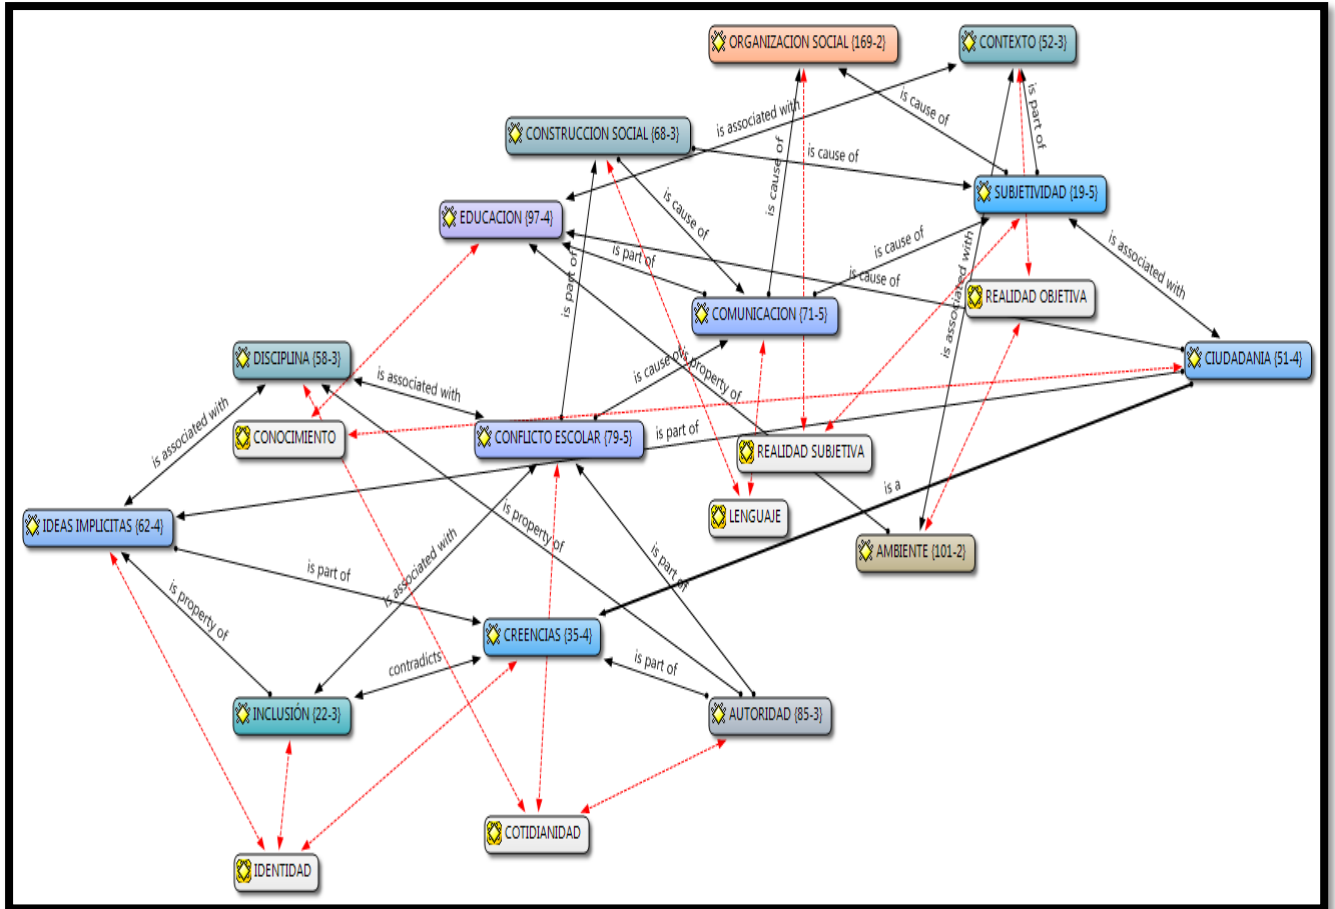 ORGANIZACION SOCIAL {169-2}
CONTEXTO {52-3}
is associated with
is cause of
is part of
CONSTRUCCION SOCIAL {68-3}
is cause of
is cause of
SUBJETIVIDAD {19-5}
EDUCACION {97-4}
is cause of
is part of
is part of
is cause of
is cause of
is associated with
is associated with
REALIDAD OBJETIVA
COMUNICACION {71-5}
DISCIPLINA {58-3}
is cause of
is property of
CIUDADANIA {51-4}
is associated with
is associated with
CONOCIMIENTO
CONFLICTO ESCOLAR {79-5}
is part of
REALIDAD SUBJETIVA
is a
LENGUAJE
IDEAS IMPLICITAS {62-4}
is property of
AMBIENTE {101-2}
is part of
is associated with
is part of
is property of
CREENCIAS {35-4}
contradicts
is part of
INCLUSIÓN {22-3}
AUTORIDAD {85-3}
COTIDIANIDAD
IDENTIDAD